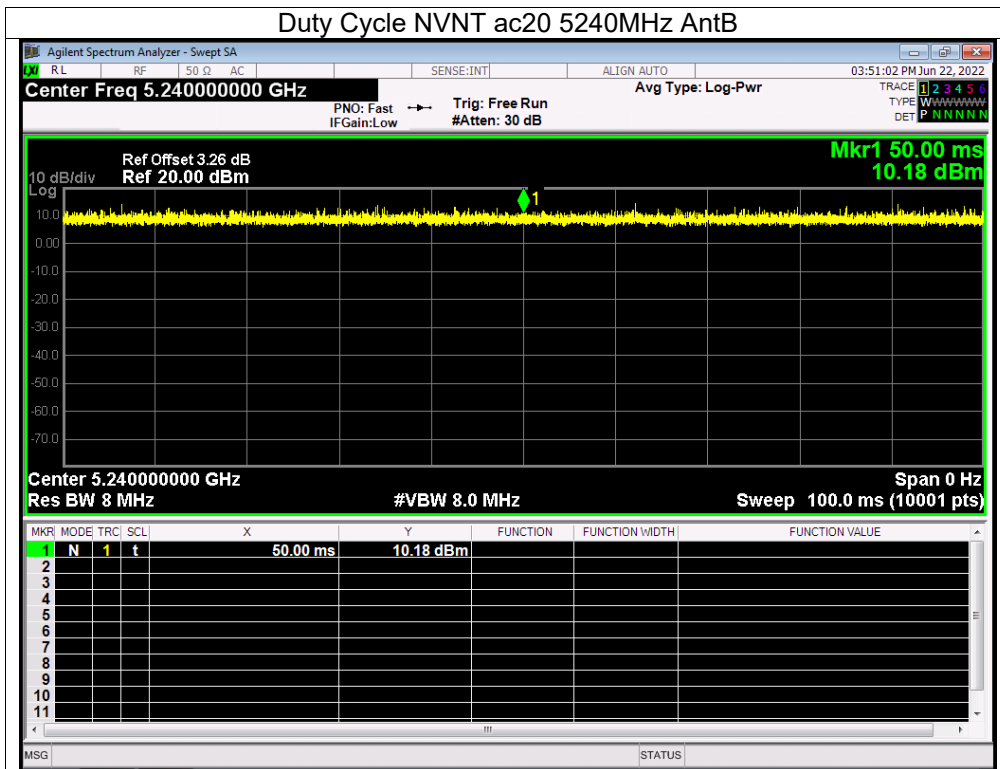 Duty Cycle NVNT ac20 5240MHz AntB
Agilent Spectrum Analyzer - Swept SA
LXI RL RF 50 Ω AC SENSE:INT ALIGN AUTO 03:51:02 PM Jun 22, 2022
Center Freq 5.240000000 GHz
PNO: Fast
IFGain:Low
Trig: Free Run
#Atten: 30 dB
Avg Type: Log-Pwr
TRACE 1 2 3 4 5 6
TYPE WWWWWW
DET P N N N N N
Mkr1 50.00 ms
10.18 dBm
Ref Offset 3.26 dB
10 dB/div Ref 20.00 dBm
Log
1
10.0
0.00
-10.0
-20.0
-30.0
-40.0
-50.0
-60.0
-70.0
Center 5.240000000 GHz Span 0 Hz
Res BW 8 MHz #VBW 8.0 MHz Sweep 100.0 ms (10001 pts)
MKR MODE TRC SCL X Y FUNCTION FUNCTION WIDTH FUNCTION VALUE
1 N 1 t 50.00 ms 10.18 dBm
2
3
4
5
6
7
8
9
10
11
MSG STATUS